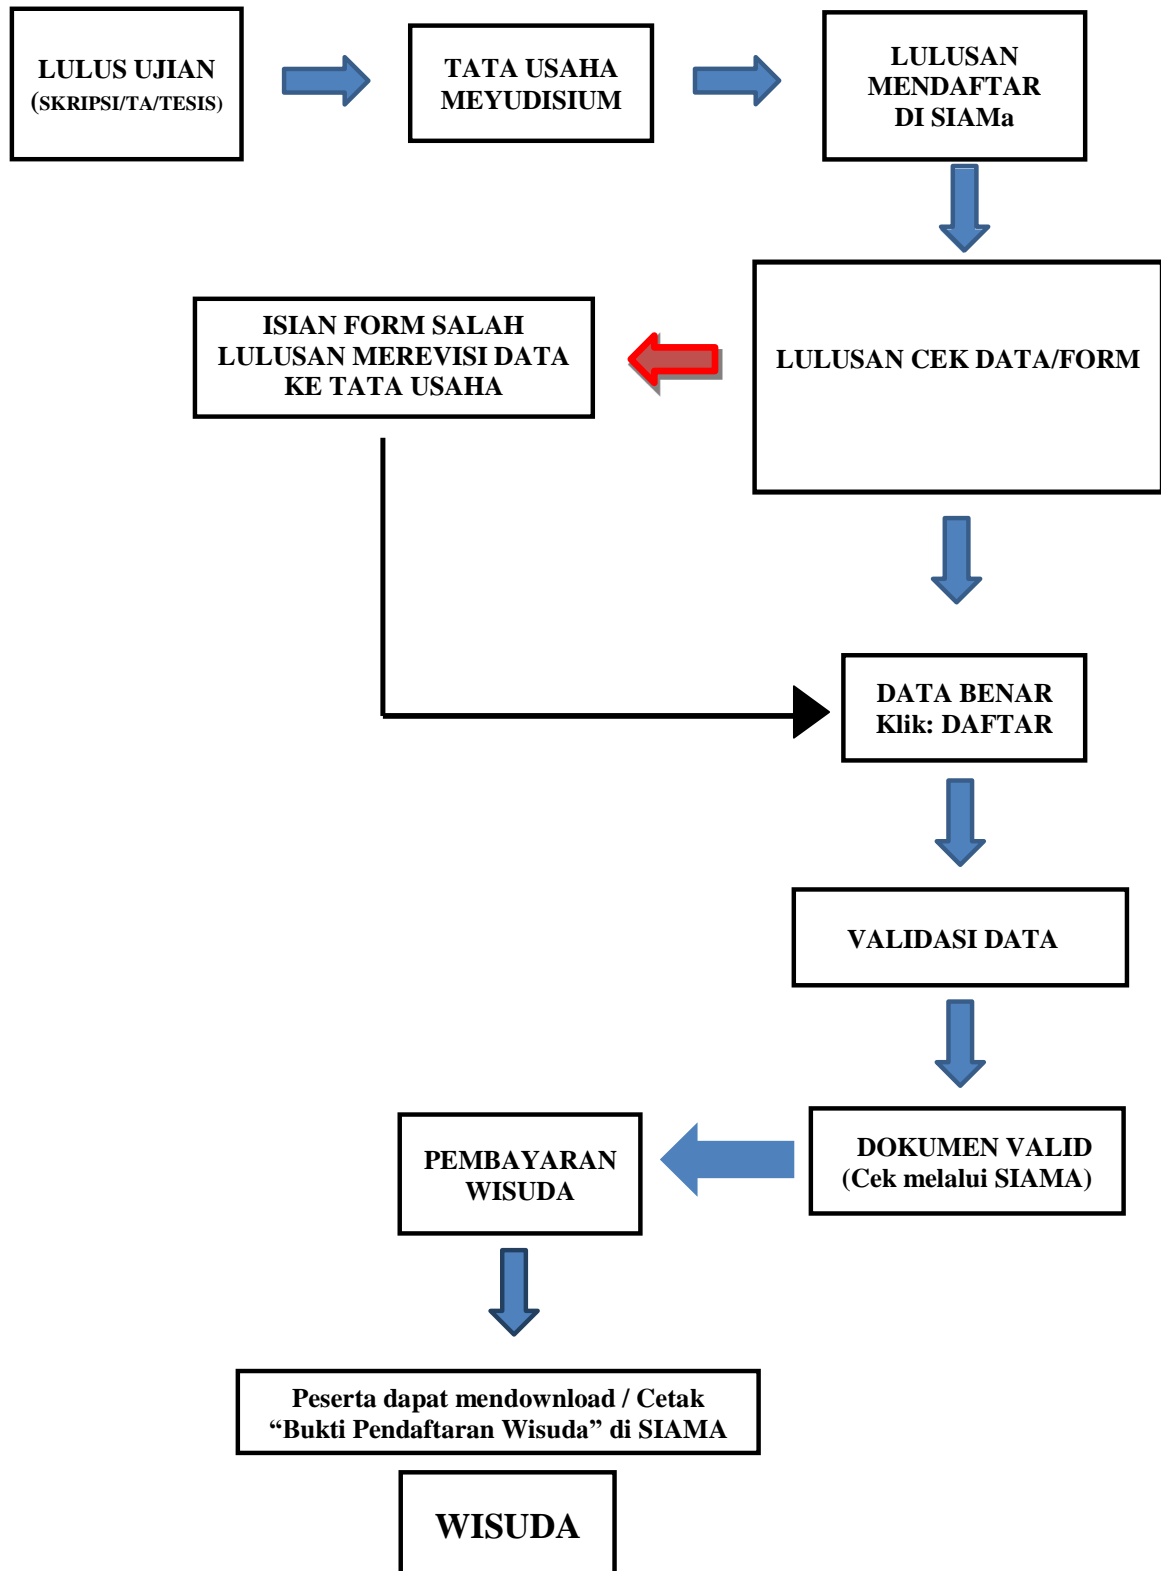 LULUS UJIAN
(SKRIPSI/TA/TESIS)
TATA USAHA
MEYUDISIUM
LULUSAN
MENDAFTAR
DI SIAMa
LULUSAN CEK DATA/FORM
ISIAN FORM SALAH
LULUSAN MEREVISI DATA
KE TATA USAHA
DATA BENAR
Klik: DAFTAR
VALIDASI DATA
DOKUMEN VALID
(Cek melalui SIAMA)
PEMBAYARAN
WISUDA
Peserta dapat mendownload / Cetak
“Bukti Pendaftaran Wisuda” di SIAMA
WISUDA